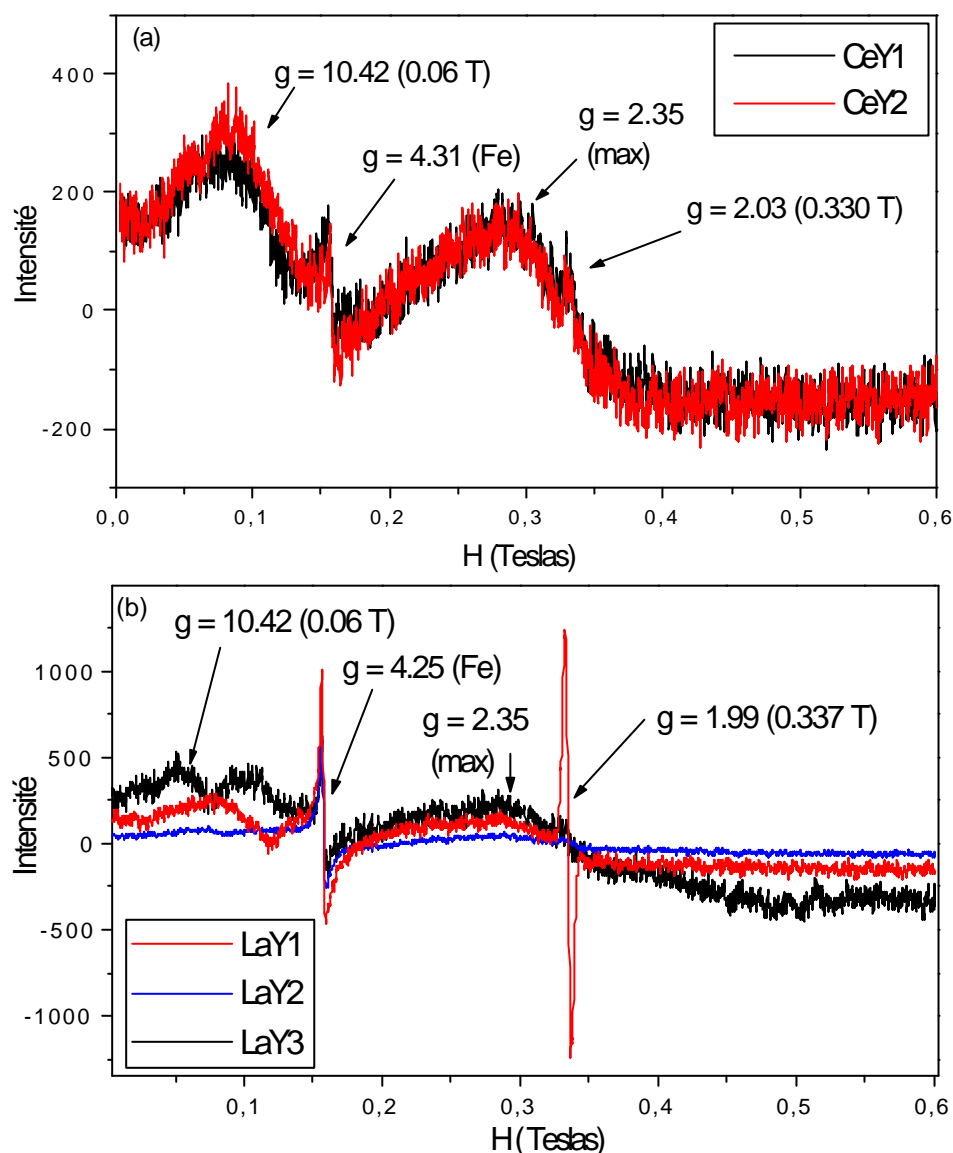 (a)
CeY1
CeY2
g = 10.42 (0.06 T)
g = 2.35
(max)
g = 4.31 (Fe)
g = 2.03 (0.330 T)
400
200
0
-200
Intensité
0,0 0,1 0,2 0,3 0,4 0,5 0,6
H (Teslas)
(b)
g = 10.42 (0.06 T)
g = 4.25 (Fe)
g = 2.35
(max)
g = 1.99 (0.337 T)
1000
500
0
-500
-1000
Intensité
LaY1
LaY2
LaY3
0,1 0,2 0,3 0,4 0,5 0,6
H (Teslas)